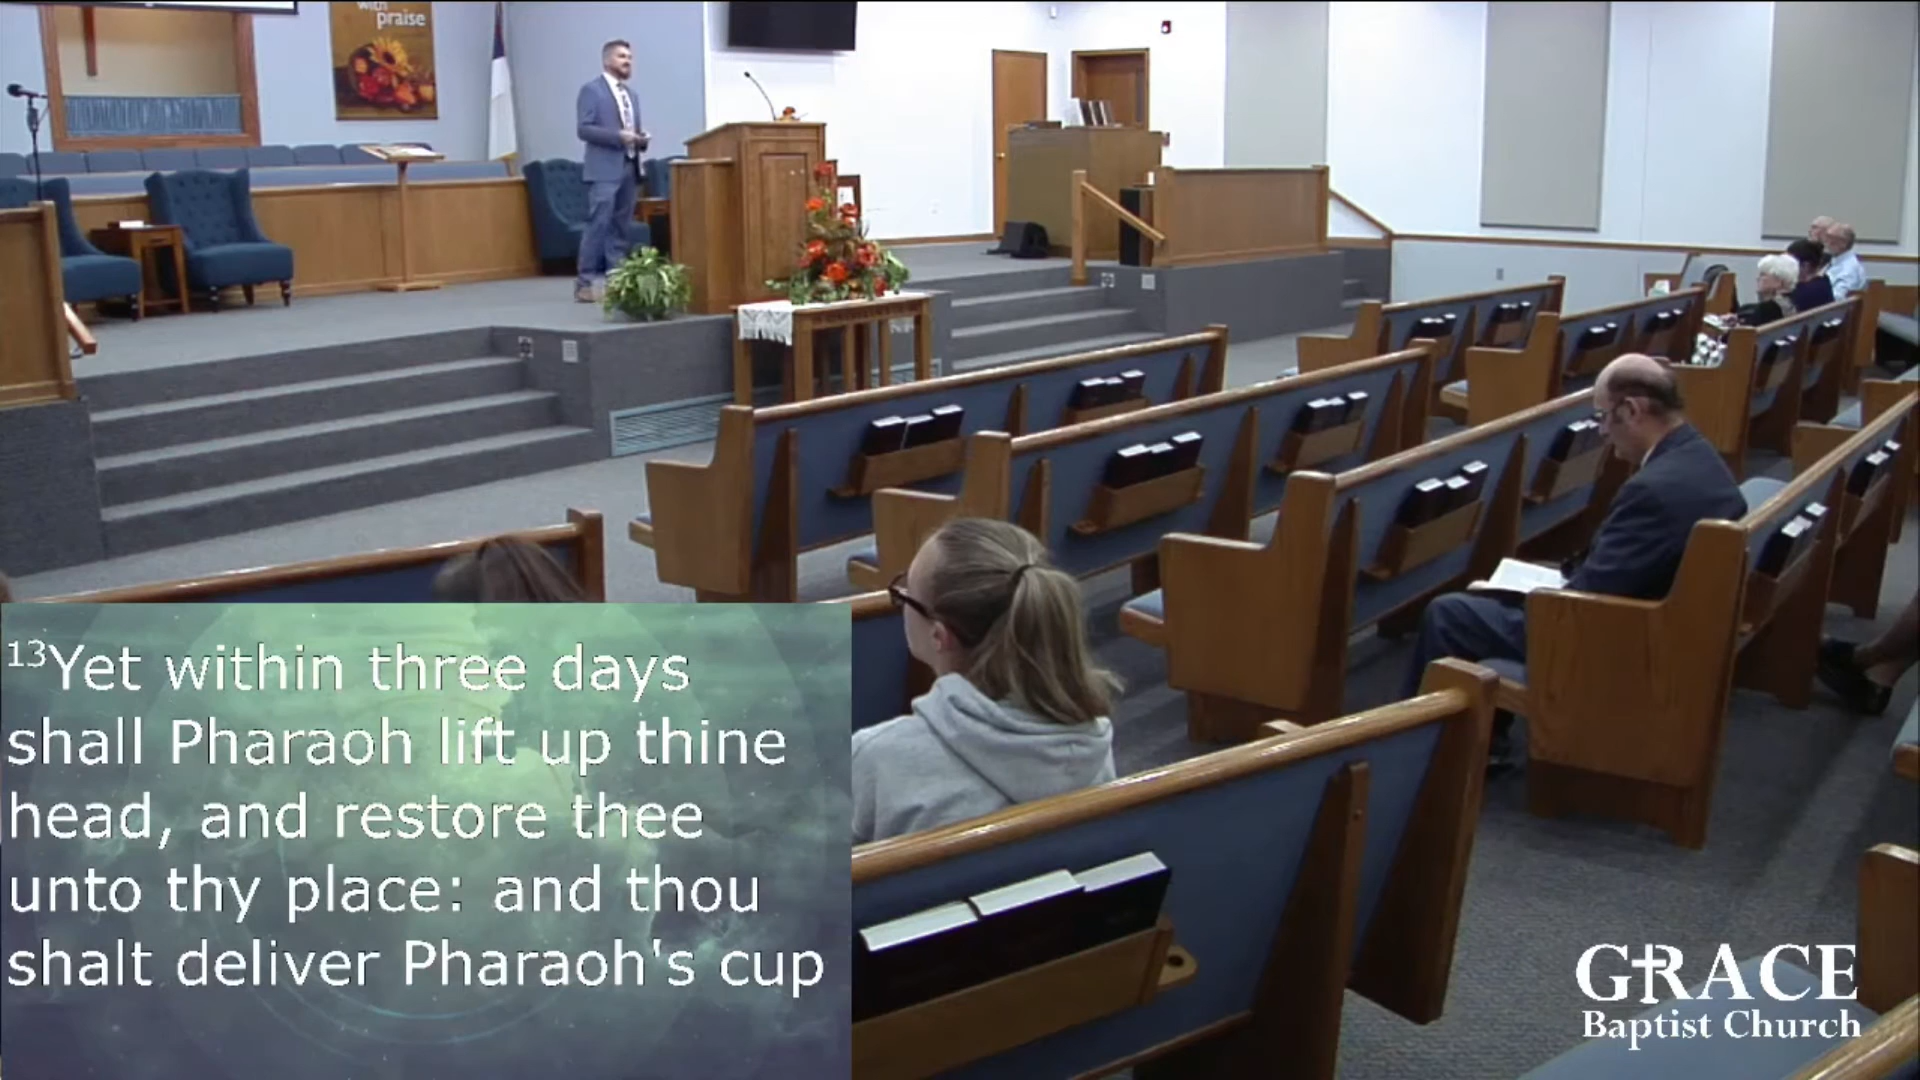 with
praise
13Yet within three days
shall Pharaoh lift up thine
head, and restore thee
unto thy place: and thou
shalt deliver Pharaoh's cup
GRACE
Baptist Church